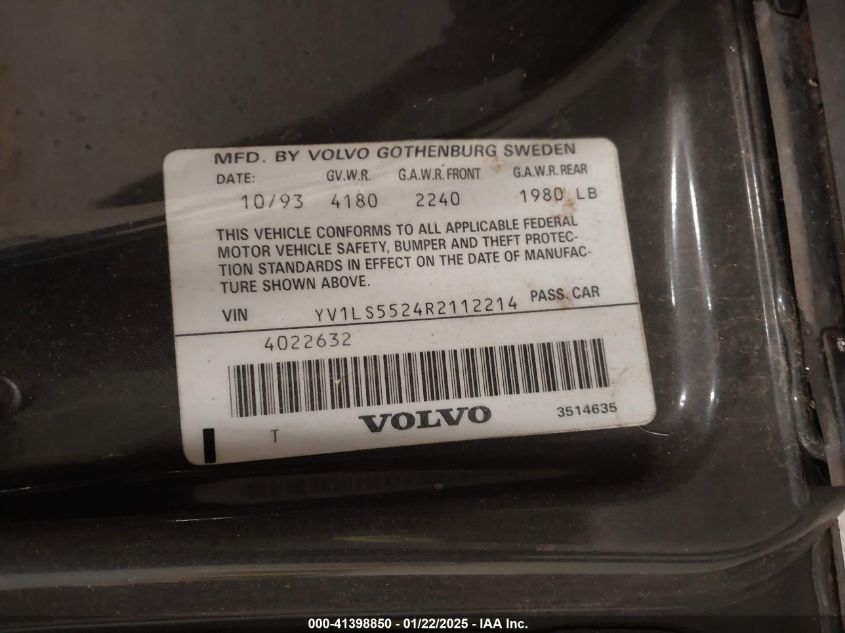 MFD. BY VOLVO GOTHENBURG SWEDEN
DATE: GV.W.R. G.A.W.R. FRONT G.A.W.R. REAR
10/93 4180 2240 1980 LB
THIS VEHICLE CONFORMS TO ALL APPLICABLE FEDERAL
MOTOR VEHICLE SAFETY, BUMPER AND THEFT PROTEC-
TION STANDARDS IN EFFECT ON THE DATE OF MANUFAC-
TURE SHOWN ABOVE.
VIN YV1LS5524R2112214 PASS. CAR
4022632
T VOLVO 3514635
000-41398850 - 01/22/2025 - IAA Inc.